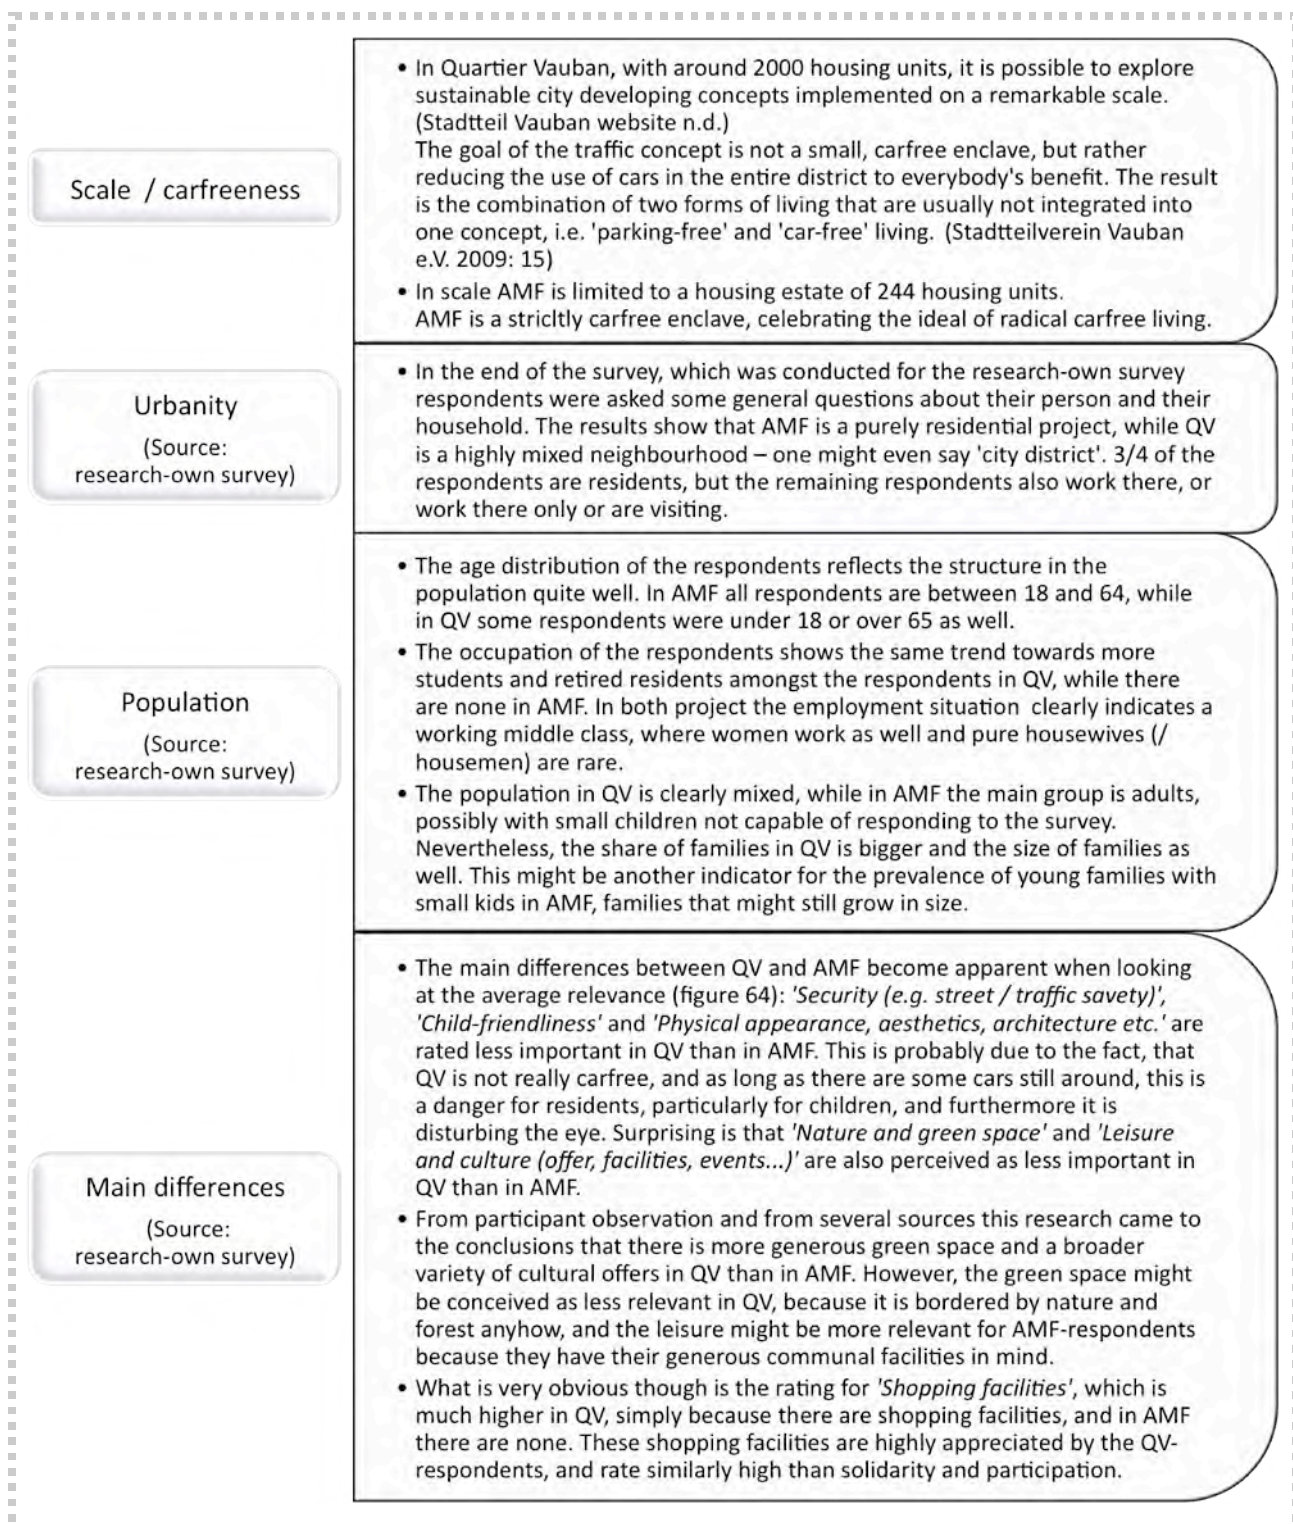 Scale / carfreeness
• In Quartier Vauban, with around 2000 housing units, it is possible to explore
sustainable city developing concepts implemented on a remarkable scale.
(Stadtteil Vauban website n.d.)
The goal of the traffic concept is not a small, carfree enclave, but rather
reducing the use of cars in the entire district to everybody's benefit. The result
is the combination of two forms of living that are usually not integrated into
one concept, i.e. 'parking-free' and 'car-free' living. (Stadtteilverein Vauban
e.V. 2009: 15)
• In scale AMF is limited to a housing estate of 244 housing units.
AMF is a stricltly carfree enclave, celebrating the ideal of radical carfree living.
Urbanity
(Source:
research-own survey)
• In the end of the survey, which was conducted for the research-own survey
respondents were asked some general questions about their person and their
household. The results show that AMF is a purely residential project, while QV
is a highly mixed neighbourhood – one might even say 'city district'. 3/4 of the
respondents are residents, but the remaining respondents also work there, or
work there only or are visiting.
Population
(Source:
research-own survey)
• The age distribution of the respondents reflects the structure in the
population quite well. In AMF all respondents are between 18 and 64, while
in QV some respondents were under 18 or over 65 as well.
• The occupation of the respondents shows the same trend towards more
students and retired residents amongst the respondents in QV, while there
are none in AMF. In both project the employment situation clearly indicates a
working middle class, where women work as well and pure housewives (/
housemen) are rare.
• The population in QV is clearly mixed, while in AMF the main group is adults,
possibly with small children not capable of responding to the survey.
Nevertheless, the share of families in QV is bigger and the size of families as
well. This might be another indicator for the prevalence of young families with
small kids in AMF, families that might still grow in size.
Main differences
(Source:
research-own survey)
• The main differences between QV and AMF become apparent when looking
at the average relevance (figure 64): 'Security (e.g. street / traffic savety)',
'Child-friendliness' and 'Physical appearance, aesthetics, architecture etc.' are
rated less important in QV than in AMF. This is probably due to the fact, that
QV is not really carfree, and as long as there are some cars still around, this is
a danger for residents, particularly for children, and furthermore it is
disturbing the eye. Surprising is that 'Nature and green space' and 'Leisure
and culture (offer, facilities, events...)' are also perceived as less important in
QV than in AMF.
• From participant observation and from several sources this research came to
the conclusions that there is more generous green space and a broader
variety of cultural offers in QV than in AMF. However, the green space might
be conceived as less relevant in QV, because it is bordered by nature and
forest anyhow, and the leisure might be more relevant for AMF-respondents
because they have their generous communal facilities in mind.
• What is very obvious though is the rating for 'Shopping facilities', which is
much higher in QV, simply because there are shopping facilities, and in AMF
there are none. These shopping facilities are highly appreciated by the QV-
respondents, and rate similarly high than solidarity and participation.